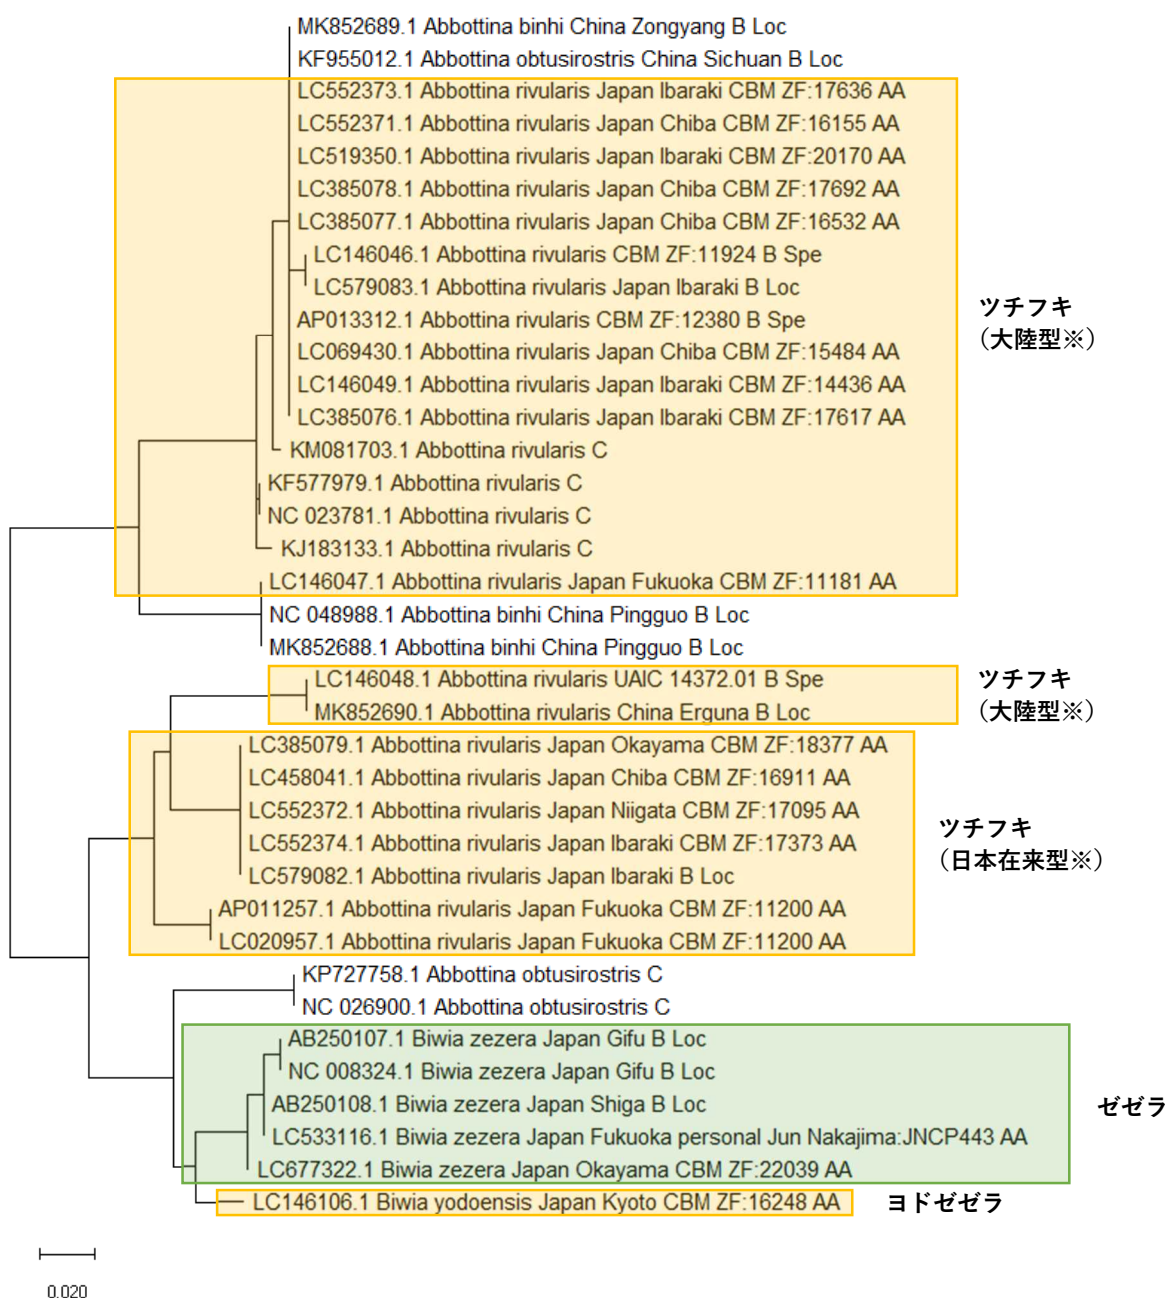 MK852689.1 Abbottina binhi China Zongyang B Loc
KF955012.1 Abbottina obtusirostris China Sichuan B Loc
LC552373.1 Abbottina rivularis Japan Ibaraki CBM ZF:17636 AA
LC552371.1 Abbottina rivularis Japan Chiba CBM ZF:16155 AA
LC519350.1 Abbottina rivularis Japan Ibaraki CBM ZF:20170 AA
LC385078.1 Abbottina rivularis Japan Chiba CBM ZF:17692 AA
LC385077.1 Abbottina rivularis Japan Chiba CBM ZF:16532 AA
LC146046.1 Abbottina rivularis CBM ZF:11924 B Spe
LC579083.1 Abbottina rivularis Japan Ibaraki B Loc
AP013312.1 Abbottina rivularis CBM ZF:12380 B Spe
LC069430.1 Abbottina rivularis Japan Chiba CBM ZF:15484 AA
LC146049.1 Abbottina rivularis Japan Ibaraki CBM ZF:14436 AA
LC385076.1 Abbottina rivularis Japan Ibaraki CBM ZF:17617 AA
KM081703.1 Abbottina rivularis C
KF577979.1 Abbottina rivularis C
NC 023781.1 Abbottina rivularis C
KJ183133.1 Abbottina rivularis C
LC146047.1 Abbottina rivularis Japan Fukuoka CBM ZF:11181 AA
ツチフキ
（大陸型※）
NC 048988.1 Abbottina binhi China Pingguo B Loc
MK852688.1 Abbottina binhi China Pingguo B Loc
LC146048.1 Abbottina rivularis UAIC 14372.01 B Spe
MK852690.1 Abbottina rivularis China Erguna B Loc
ツチフキ
（大陸型※）
LC385079.1 Abbottina rivularis Japan Okayama CBM ZF:18377 AA
LC458041.1 Abbottina rivularis Japan Chiba CBM ZF:16911 AA
LC552372.1 Abbottina rivularis Japan Niigata CBM ZF:17095 AA
LC552374.1 Abbottina rivularis Japan Ibaraki CBM ZF:17373 AA
LC579082.1 Abbottina rivularis Japan Ibaraki B Loc
AP011257.1 Abbottina rivularis Japan Fukuoka CBM ZF:11200 AA
LC020957.1 Abbottina rivularis Japan Fukuoka CBM ZF:11200 AA
ツチフキ
（日本在来型※）
KP727758.1 Abbottina obtusirostris C
NC 026900.1 Abbottina obtusirostris C
AB250107.1 Biwia zezera Japan Gifu B Loc
NC 008324.1 Biwia zezera Japan Gifu B Loc
AB250108.1 Biwia zezera Japan Shiga B Loc
LC533116.1 Biwia zezera Japan Fukuoka personal Jun Nakajima:JNCP443 AA
LC677322.1 Biwia zezera Japan Okayama CBM ZF:22039 AA
ゼゼラ
LC146106.1 Biwia yodoensis Japan Kyoto CBM ZF:16248 AA
ヨドゼゼラ
0.020